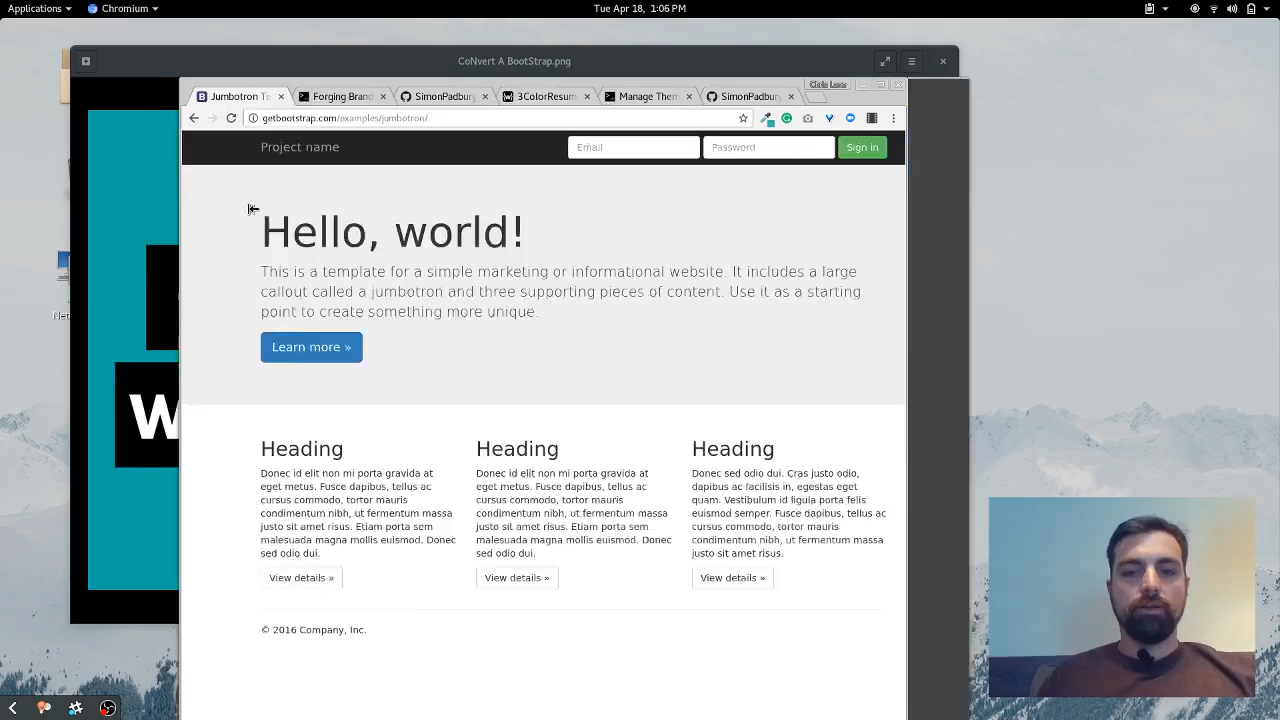 Applications
Chromium
Tue Apr 18, 1:06 PM
CoNvert A BootStrap.png
Chris Lowe
Jumbotron Te
Forging Brand
SimonPadbury
3ColorResum
Manage Them
SimonPadbury
getbootstrap.com/examples/jumbotron/
Project name
Email
Password
Sign in
Hello, world!
This is a template for a simple marketing or informational website. It includes a large
callout called a jumbotron and three supporting pieces of content. Use it as a starting
point to create something more unique.
Learn more »
W
Net
Heading
Donec id elit non mi porta gravida at
eget metus. Fusce dapibus, tellus ac
cursus commodo, tortor mauris
condimentum nibh, ut fermentum massa
justo sit amet risus. Etiam porta sem
malesuada magna mollis euismod. Donec
sed odio dui.
View details »
Heading
Donec id elit non mi porta gravida at
eget metus. Fusce dapibus, tellus ac
cursus commodo, tortor mauris
condimentum nibh, ut fermentum massa
justo sit amet risus. Etiam porta sem
malesuada magna mollis euismod. Donec
sed odio dui.
View details »
Heading
Donec sed odio dui. Cras justo odio,
dapibus ac facilisis in, egestas eget
quam. Vestibulum id ligula porta felis
euismod semper. Fusce dapibus, tellus ac
cursus commodo, tortor mauris
condimentum nibh, ut fermentum massa
justo sit amet risus.
View details »
© 2016 Company, Inc.